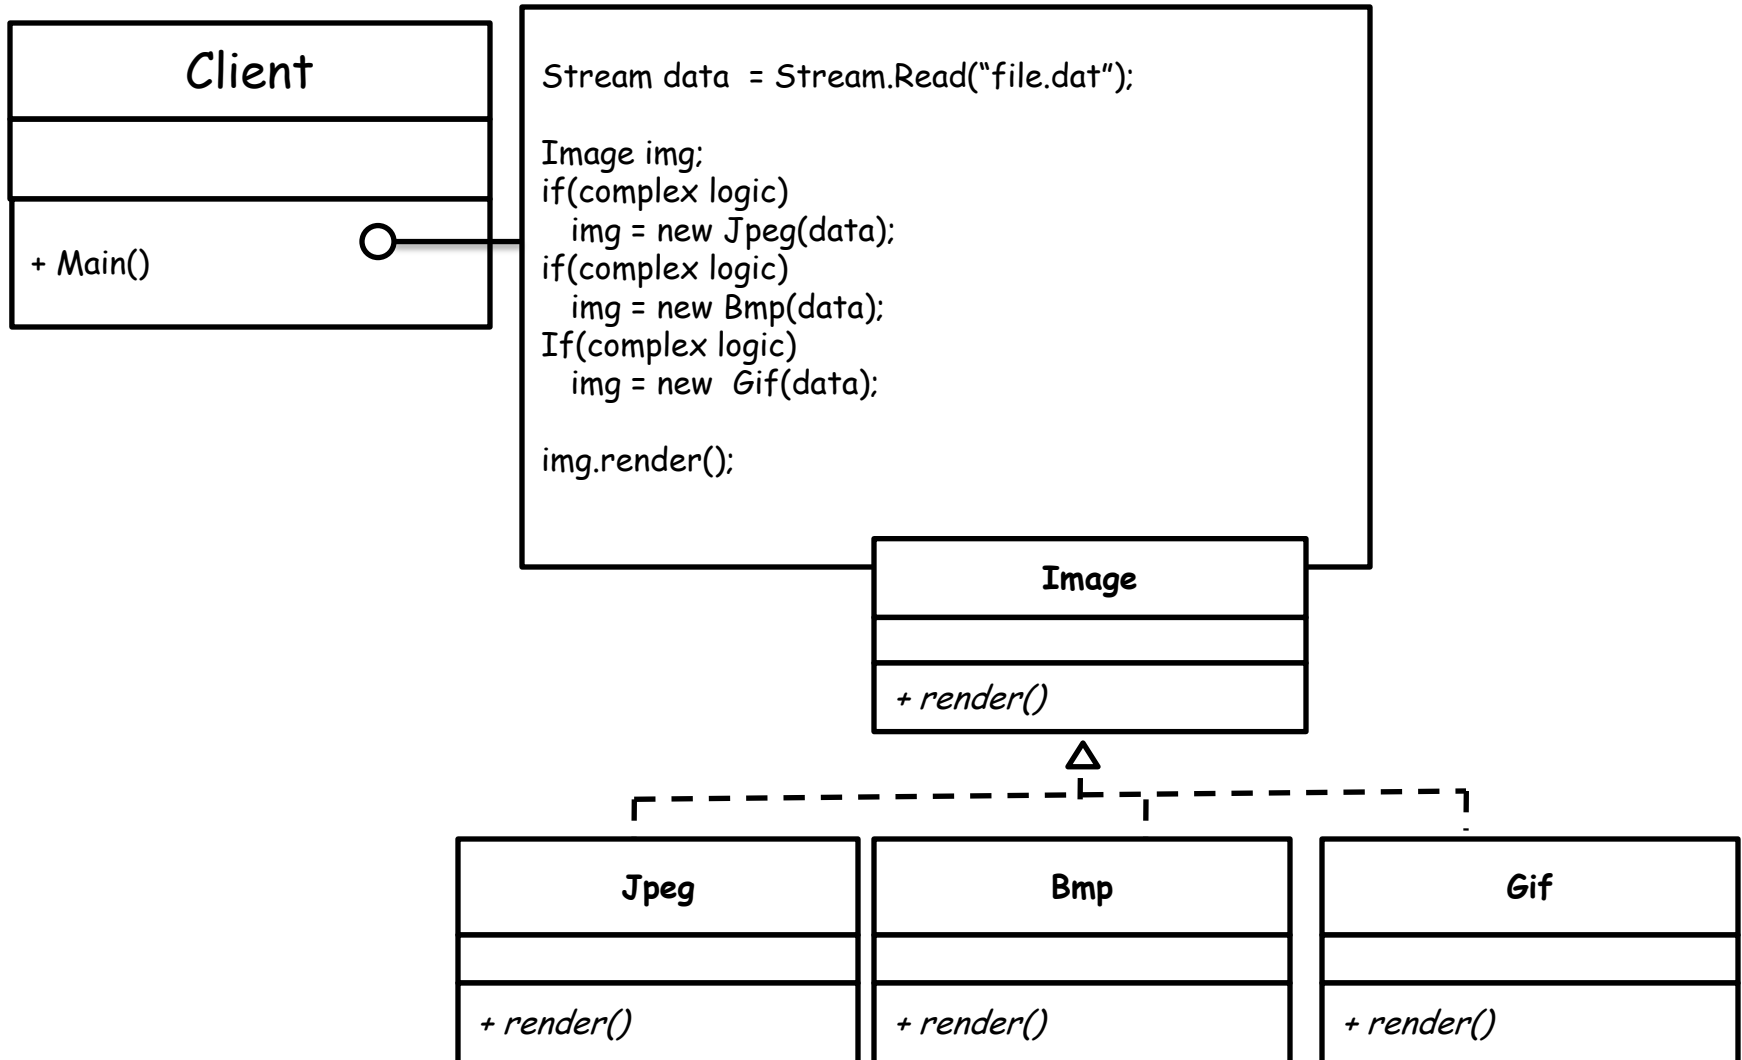 Client
+ Main()
Stream data  = Stream.Read(“file.dat”);
Image img;
if(complex logic)
img = new Jpeg(data);
if(complex logic)
img = new Bmp(data);
If(complex logic)
img = new  Gif(data);
img.render();
Image
+ render()
Jpeg
+ render()
Bmp
+ render()
Gif
+ render()